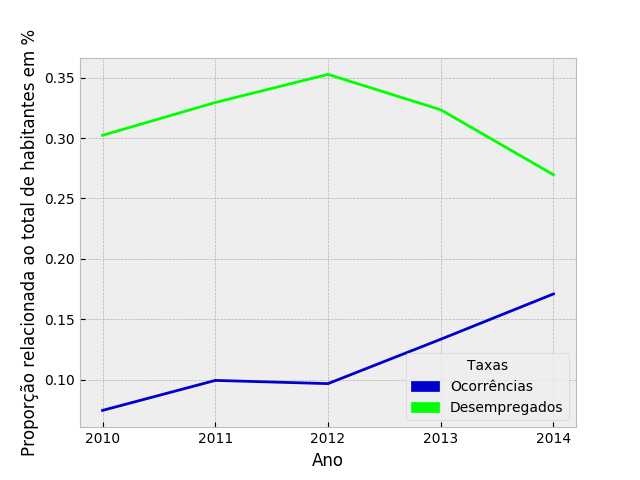 Proporção relacionada ao total de habitantes em %
0.35
0.30
0.25
0.20
0.15
0.10
2010 2011 2012 2013 2014
Ano
Taxas
Ocorrências
Desempregados